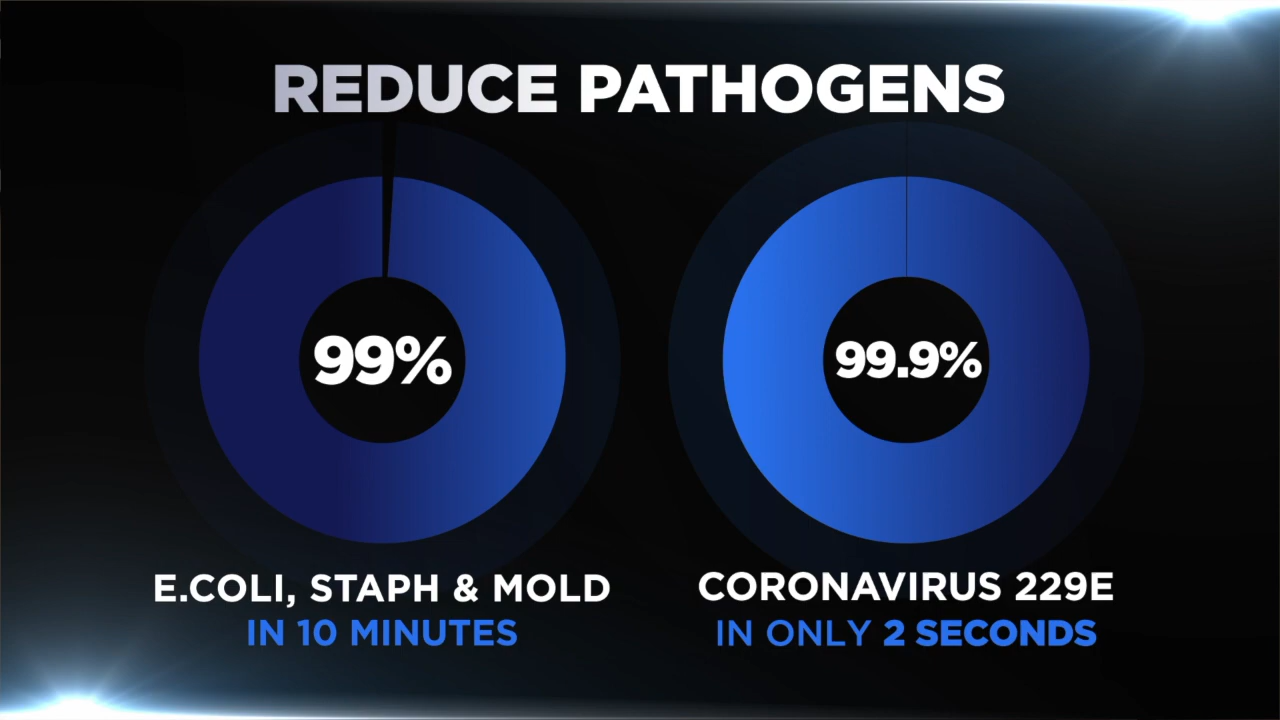 REDUCE PATHOGENS
99%
99.9%
E.COLI, STAPH & MOLD
IN 10 MINUTES
CORONAVIRUS 229E
IN ONLY 2 SECONDS